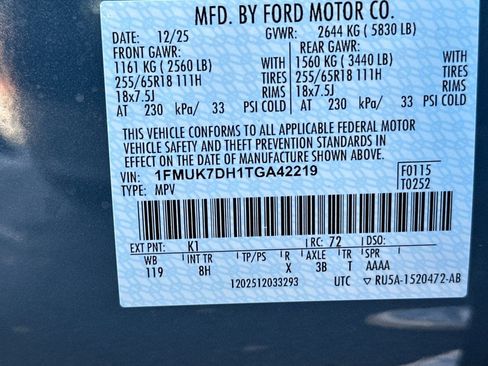 MFD. BY FORD MOTOR CO.
DATE: 12/25 GVWR: 2644 KG ( 5830 LB)
FRONT GAWR: REAR GAWR:
1161 KG ( 2560 LB) 1560 KG ( 3440 LB)
255/65R18 111H TIRES 255/65R18 111H TIRES
18x7.5J RIMS 18x7.5J RIMS
AT 230 kPa/ 33 PSI COLD AT 230 kPa/ 33 PSI COLD
THIS VEHICLE CONFORMS TO ALL APPLICABLE FEDERAL MOTOR
VEHICLE SAFETY AND BUMPER STANDARDS IN EFFECT ON THE DATE
OF MANUFACTURE SHOWN ABOVE.
VIN: 1FMUK7DH1TGA42219 F0115
TYPE: MPV T0252
EXT PNT: K1 RC: 72 DSO:
WB INT TR TP/PS R AXLE TR SPR
119 8H X 3B T AAAA
1202512033293 UTC ▽ RU5A-1520472-AB